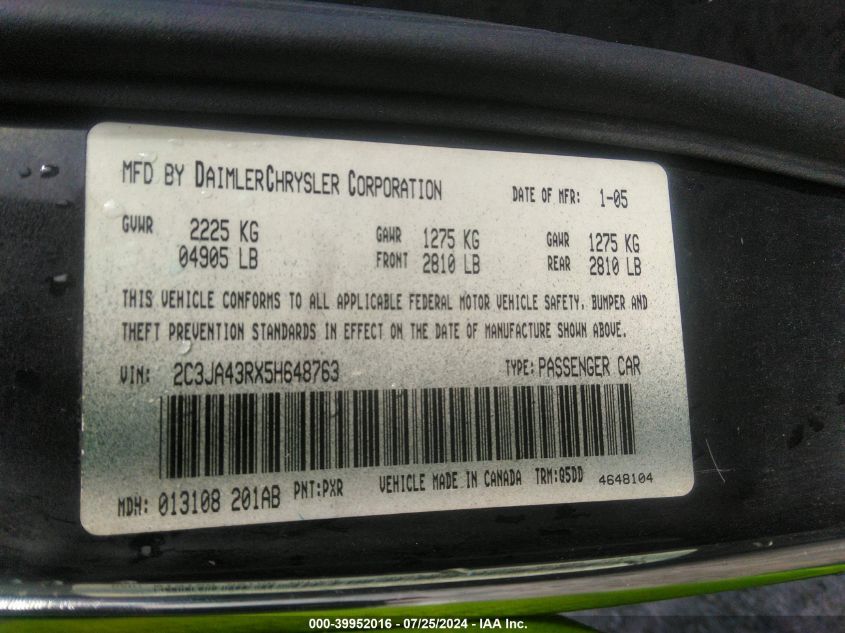 MFD BY DAIMLERCHRYSLER CORPORATION DATE OF MFR: 1-05
GVWR 2225 KG GAWR 1275 KG GAWR 1275 KG
04905 LB FRONT 2810 LB REAR 2810 LB
THIS VEHICLE CONFORMS TO ALL APPLICABLE FEDERAL MOTOR VEHICLE SAFETY, BUMPER AND
THEFT PREVENTION STANDARDS IN EFFECT ON THE DATE OF MANUFACTURE SHOWN ABOVE.
VIN: 2C3JA43RX5H648763 TYPE: PASSENGER CAR
MDH: 013108 201AB PNT:PXR VEHICLE MADE IN CANADA TRM:Q5DD 4648104
000-39952016 - 07/25/2024 - IAA Inc.